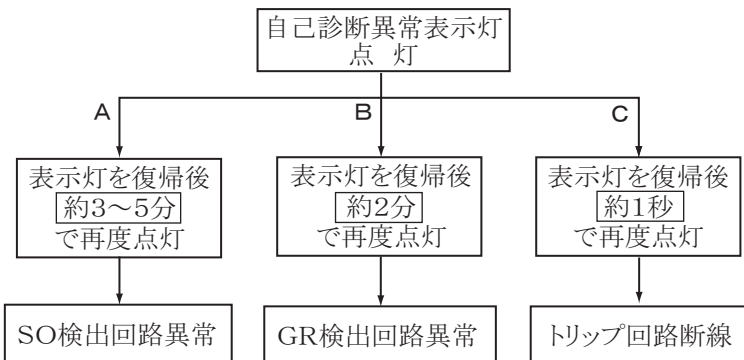 自己診断異常表示灯
点 灯
A
B
C
表示灯を復帰後
約3～5分
で再度点灯
表示灯を復帰後
約2分
で再度点灯
表示灯を復帰後
約1秒
で再度点灯
SO検出回路異常
GR検出回路異常
トリップ回路断線